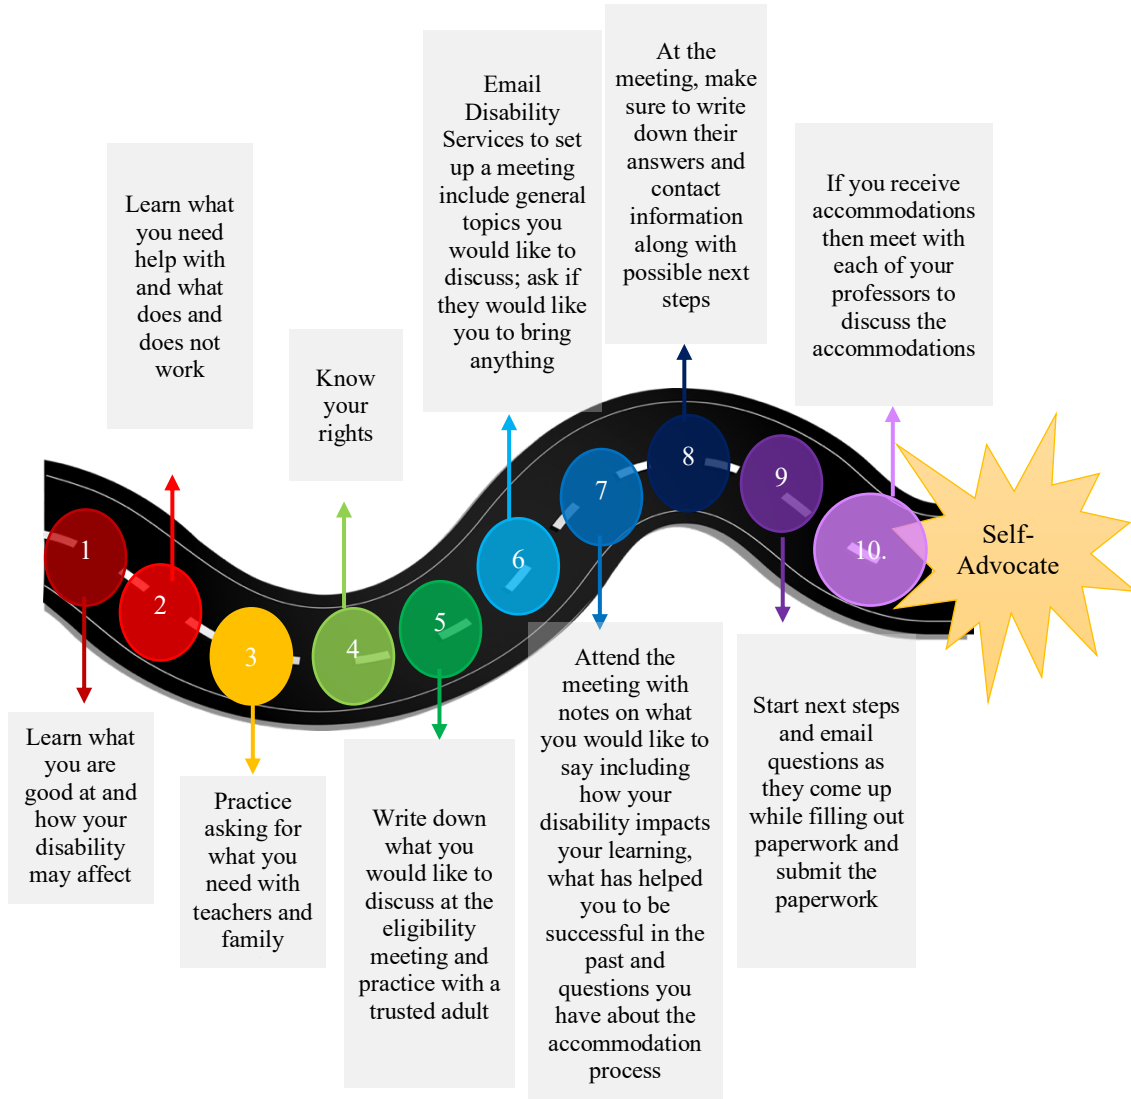 1
Learn what
you are
good at and
how your
disability
may affect
2
Learn what
you need
help with
and what
does and
does not
work
3
Practice
asking for
what you
need with
teachers and
family
4
Know
your
rights
5
Write down
what you
would like to
discuss at the
eligibility
meeting and
practice with a
trusted adult
6
Email
Disability
Services to set
up a meeting
include general
topics you
would like to
discuss; ask if
they would like
you to bring
anything
7
Attend the
meeting with
notes on what
you would like to
say including
how your
disability impacts
your learning,
what has helped
you to be
successful in the
past and
questions you
have about the
accommodation
process
8
At the
meeting, make
sure to write
down their
answers and
contact
information
along with
possible next
steps
9
Start next steps
and email
questions as
they come up
while filling out
paperwork and
submit the
paperwork
10.
If you receive
accommodations
then meet with
each of your
professors to
discuss the
accommodations
Self-
Advocate